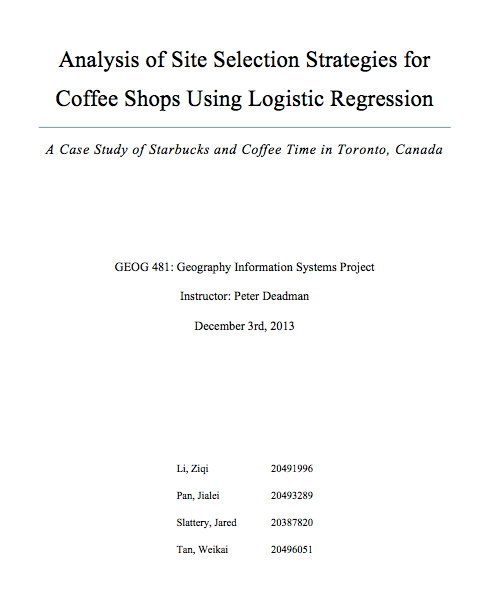 Analysis of Site Selection Strategies for
Coffee Shops Using Logistic Regression
A Case Study of Starbucks and Coffee Time in Toronto, Canada
GEOG 481: Geography Information Systems Project
Instructor: Peter Deadman
December 3rd, 2013
Li, Ziqi 20491996
Pan, Jialei 20493289
Slattery, Jared 20387820
Tan, Weikai 20496051